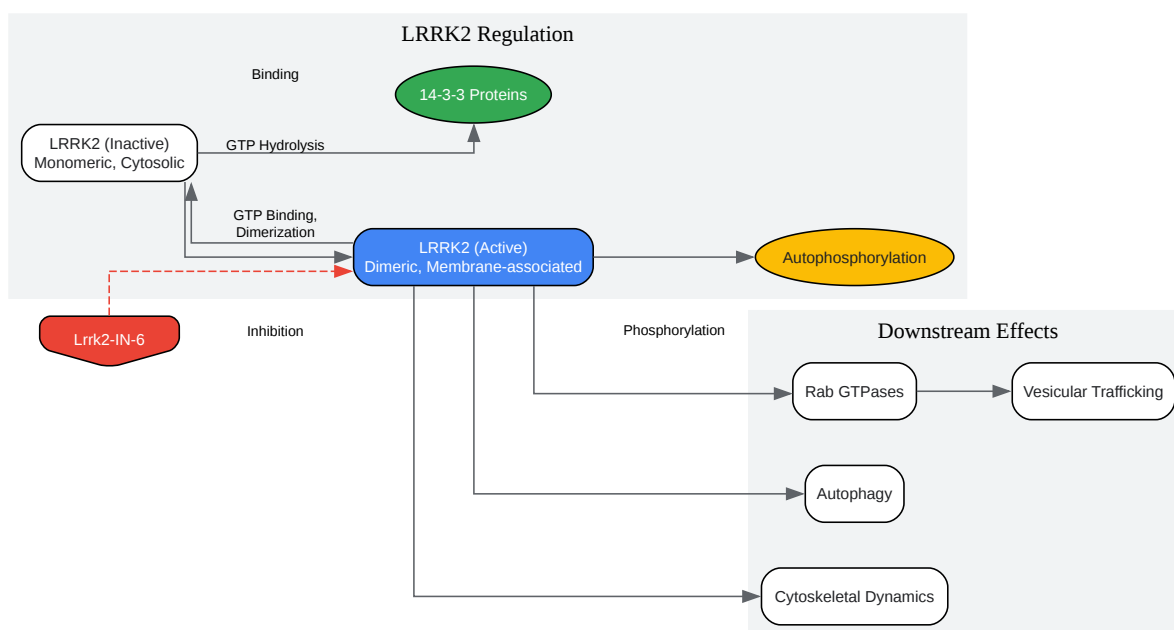 LRRK2 Regulation
Binding
14-3-3 Proteins
LRRK2 (Inactive)
Monomeric, Cytosolic
GTP Hydrolysis
GTP Binding,
Dimerization
LRRK2 (Active)
Dimeric, Membrane-associated
Autophosphorylation
Lrrk2-IN-6
Inhibition
Phosphorylation
Downstream Effects
Rab GTPases
Vesicular Trafficking
Autophagy
Cytoskeletal Dynamics